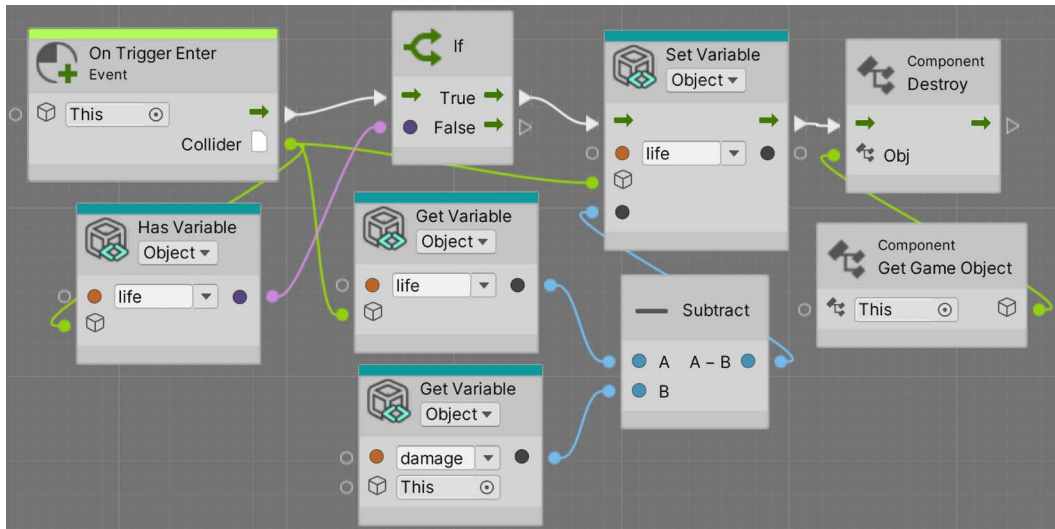 On Trigger Enter
Event
This
Collider
If
True
False
Set Variable
Object
life
Component
Destroy
Obj
Has Variable
Object
life
Get Variable
Object
life
Component
Get Game Object
This
Subtract
A A – B
B
Get Variable
Object
damage
This